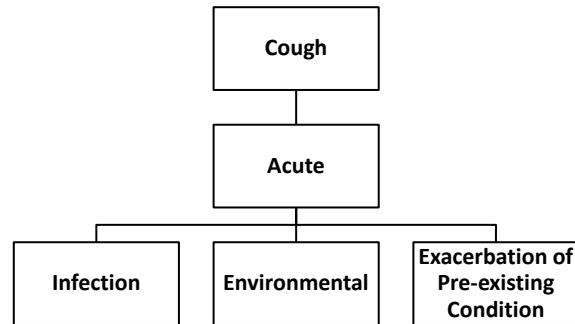 Cough
Acute
Infection
Environmental
Exacerbation of
Pre-existing
Condition